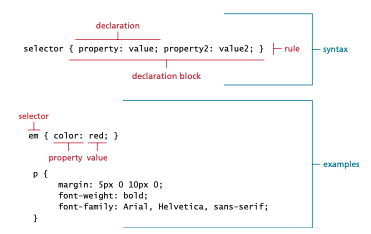 declaration
selector { property: value; property2: value2; }
rule
syntax
declaration block
selector
em { color: red; }
property value
examples
p {
margin: 5px 0 10px 0;
font-weight: bold;
font-family: Arial, Helvetica, sans-serif;
}